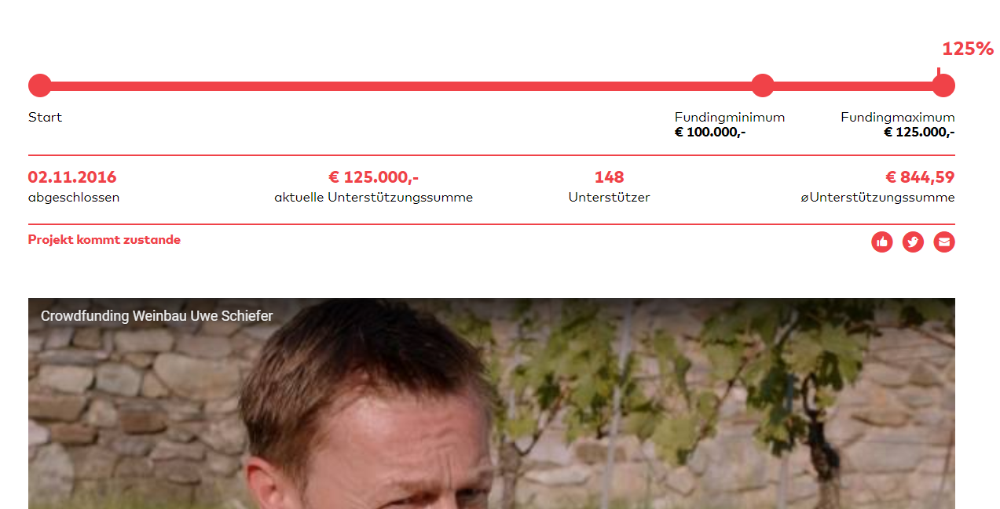 125%
Start
Fundingminimum
€ 100.000,-
Fundingmaximum
€ 125.000,-
02.11.2016
abgeschlossen
€ 125.000,-
aktuelle Unterstützungssumme
148
Unterstützer
€ 844,59
øUnterstützungssumme
Projekt kommt zustande
Crowdfunding Weinbau Uwe Schiefer